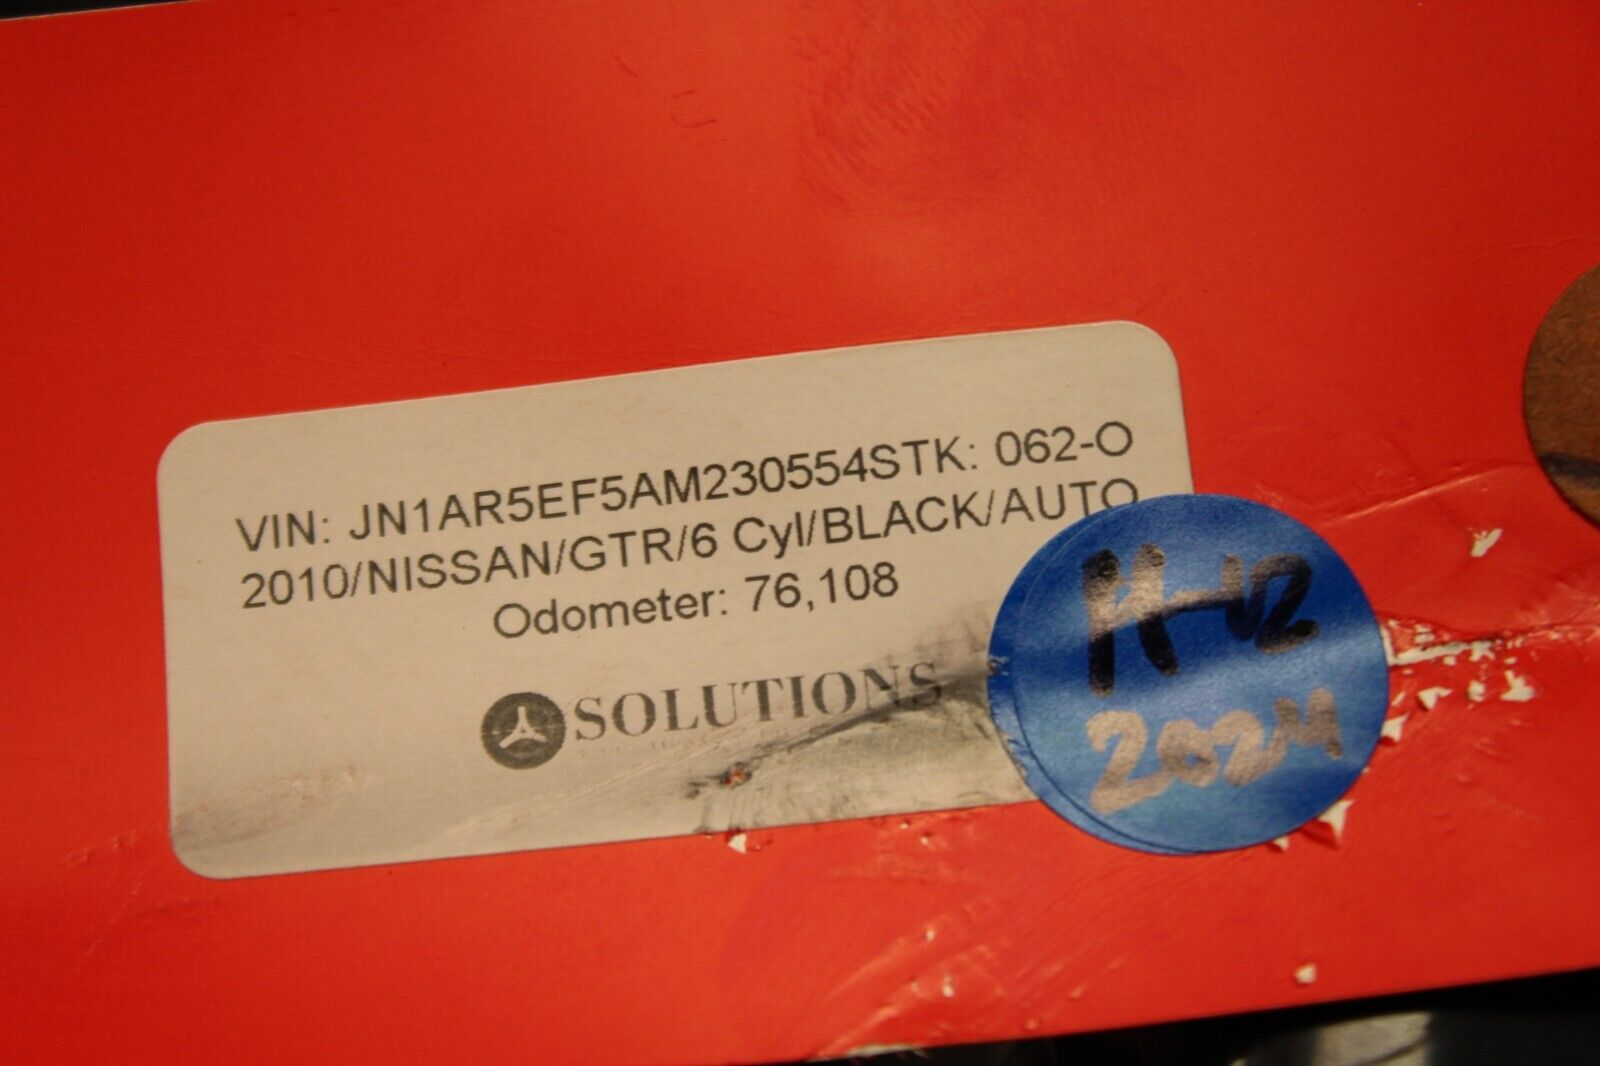 VIN: JN1AR5EF5AM230554STK: 062-O
2010/NISSAN/GTR/6 Cyl/BLACK/AUTO
Odometer: 76,108
SOLUTIONS
H-12
2024